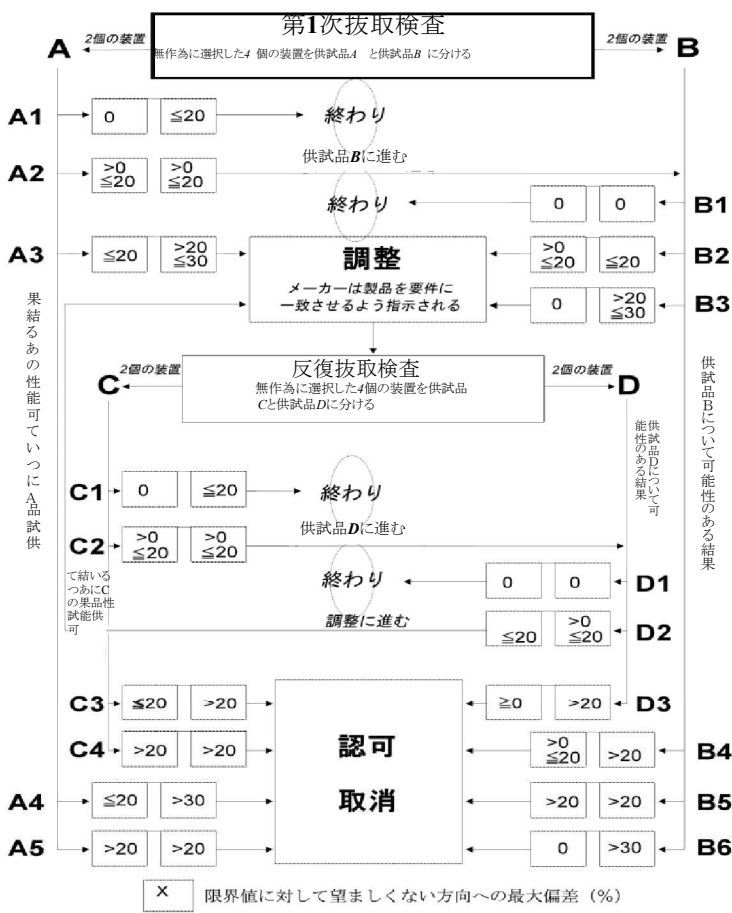 第1次抜取検査
無作為に選択した4 個の装置を供試品A と供試品B に分ける
A
2個の装置
2個の装置
B
A1
0
≦20
終わり
供試品Bに進む
A2
>0
≦20
>0
≦20
終わり
0
0
B1
A3
≦20
>20
≦30
調整
メーカーは製品を要件に
一致させるよう指示される
>0
≦20
≦20
B2
0
>20
≦30
B3
果結るあの性能可ていつにA品試供
供試品Bについて可能性のある結果
2個の装置
反復抜取検査
無作為に選択した4個の装置を供試品
Cと供試品Dに分ける
2個の装置
C
D
供試品Dについて可
能性のある結果
C1
0
≦20
終わり
供試品Dに進む
C2
>0
≦20
>0
≦20
て結いる
つあにC
の果品性
試能供
可
終わり
0
0
D1
調整に進む
≦20
>0
≦20
D2
C3
≦20
>20
≧0
>20
D3
C4
>20
>20
認可
取消
>0
≦20
>20
B4
A4
≦20
>30
>20
>20
B5
A5
>20
>20
0
>30
B6
X
限界値に対して望ましくない方向への最大偏差(%)